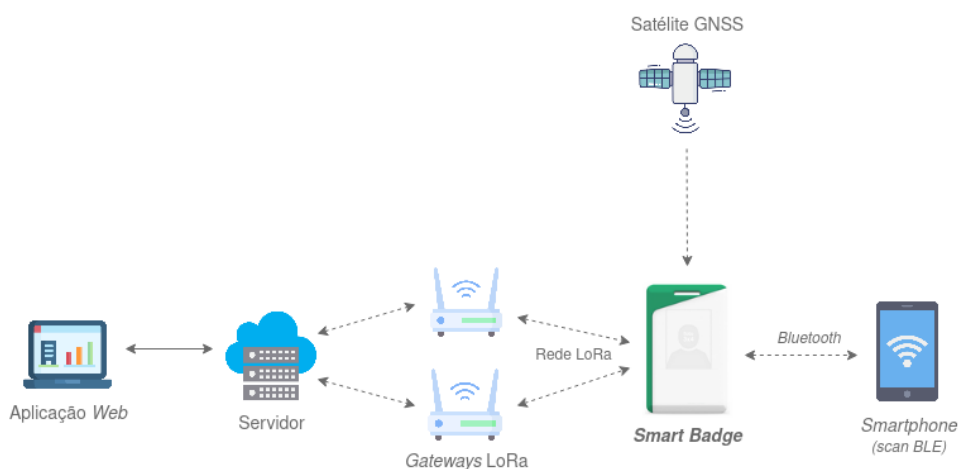 Satélite GNSS
Rede LoRa
Bluetooth
Aplicação Web
Servidor
Gateways LoRa
Smart Badge
Smartphone
(scan BLE)